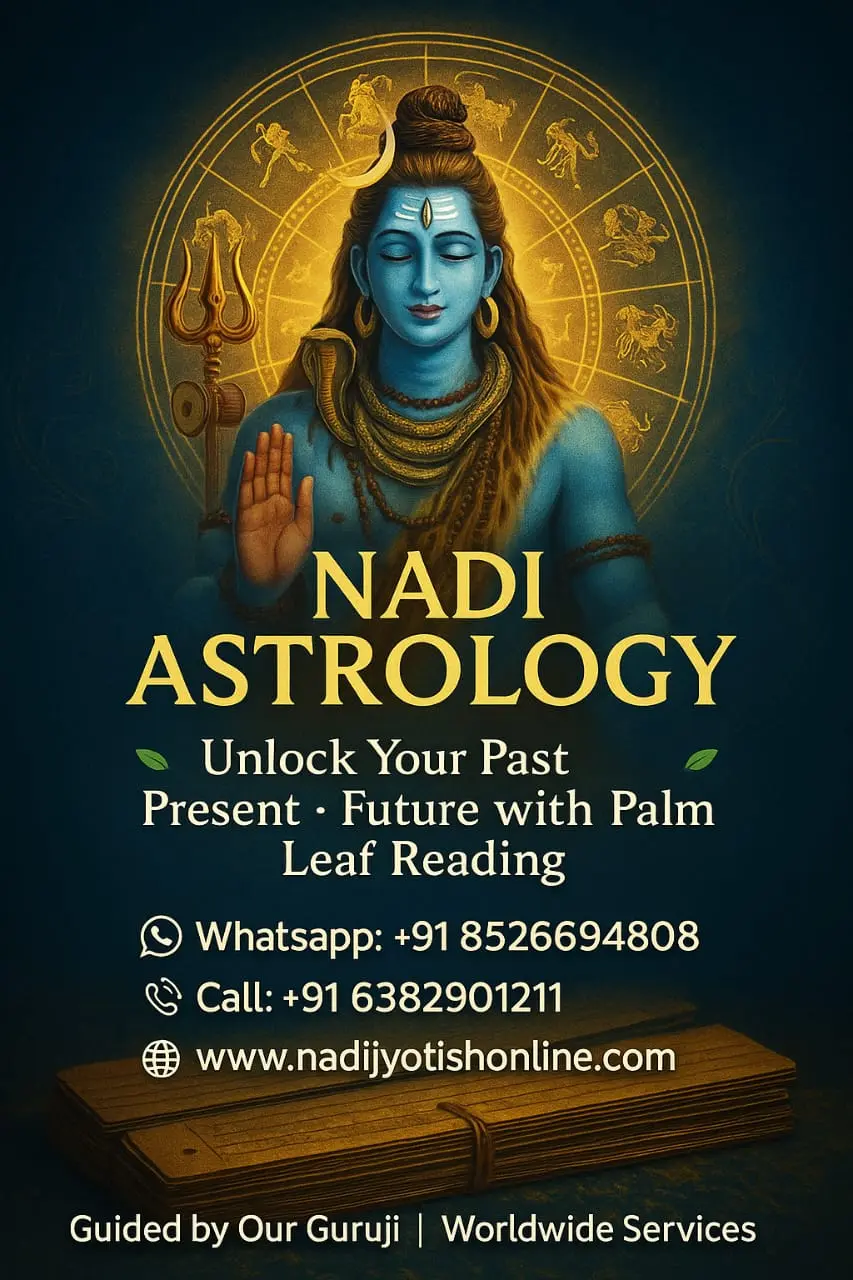 NADI
ASTROLOGY
Unlock Your Past
Present · Future with Palm
Leaf Reading
Whatsapp: +91 8526694808
Call: +91 6382901211
www.nadijyotishonline.com
Guided by Our Guruji | Worldwide Services